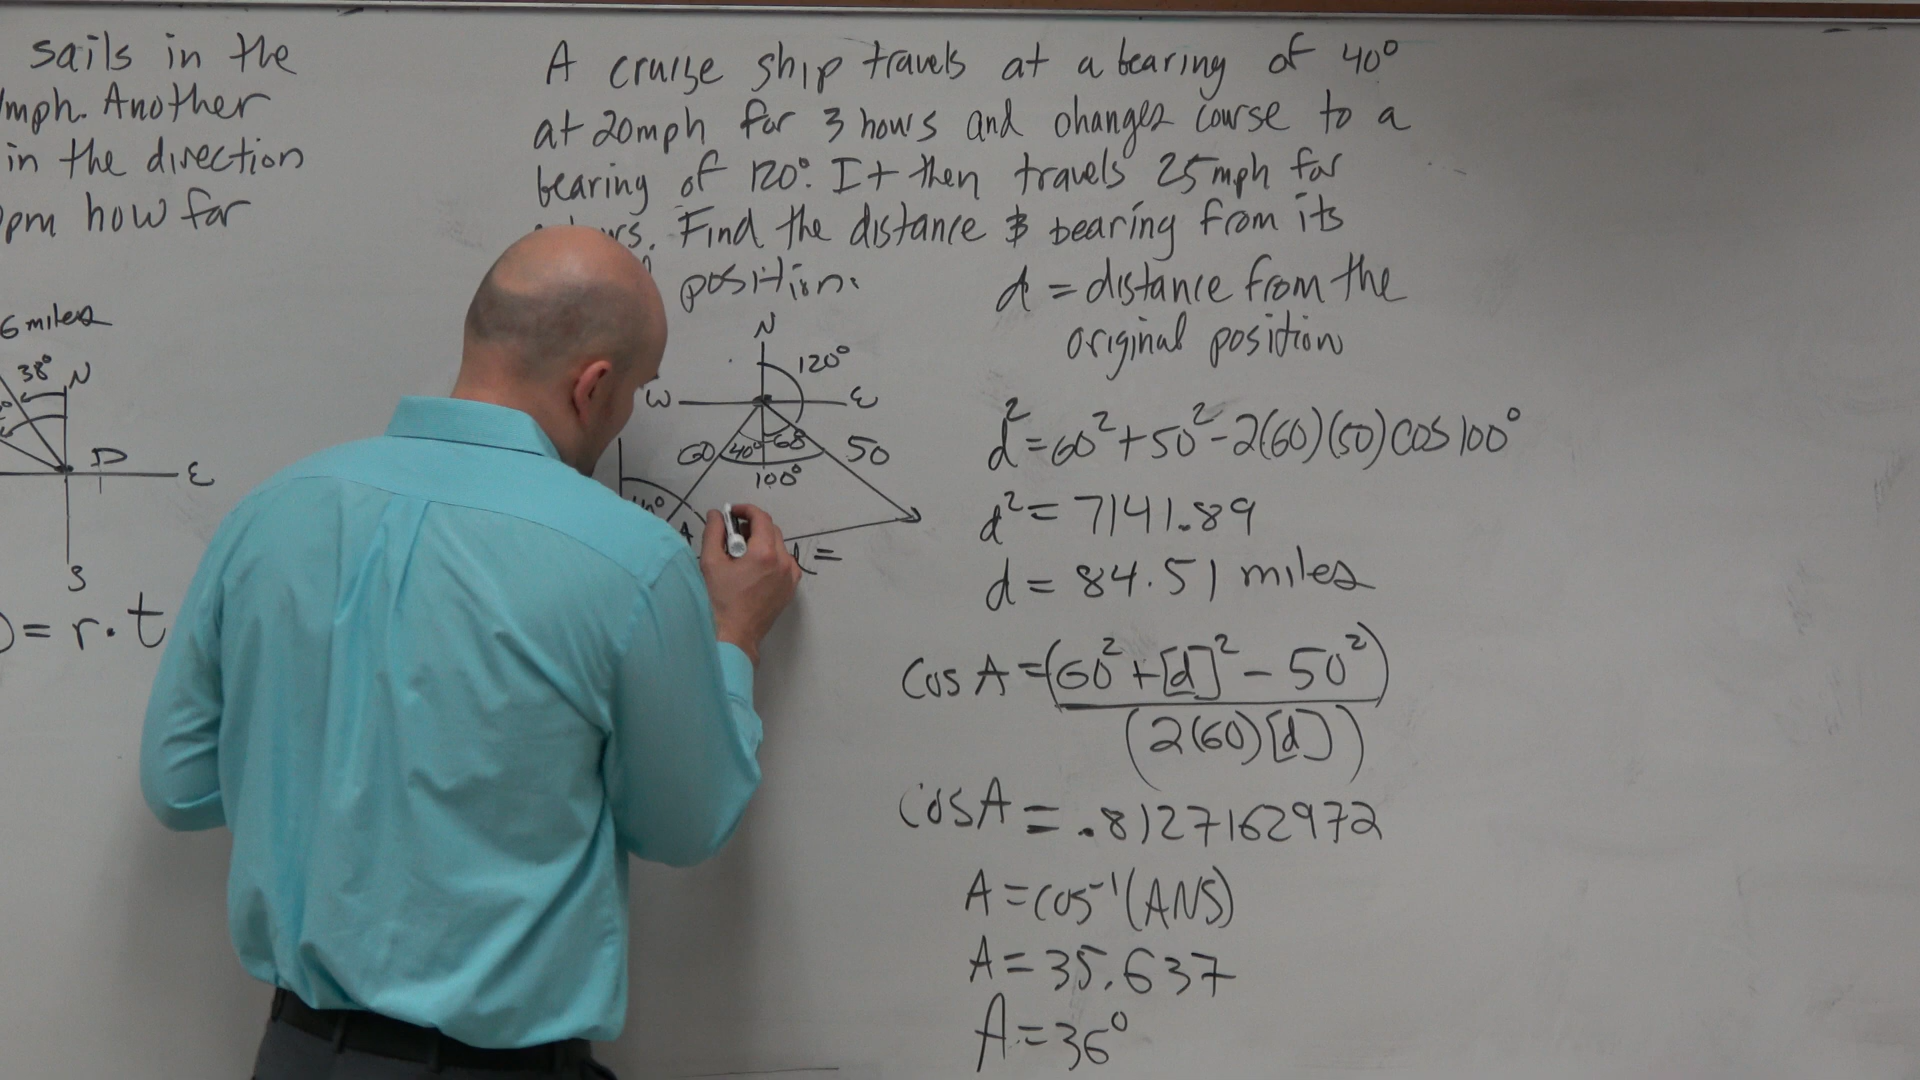 sails in the
mph. Another
in the direction
pm how far
6 miles
38° N
D E
S
= r·t
A cruise ship travels at a bearing of 40°
at 20mph for 3 hours and changes course to a
bearing of 120°. It then travels 25mph for
Find the distance & bearing from its
position.
N
120°
W E
60 40° 60 50
100°
A
d =
d = distance from the
original position
d² = 60² + 50² - 2(60)(50) cos 100°
d² = 7141.89
d = 84.51 miles
cos A = (60² + [d]² - 50²)
(2(60)[d])
cos A = .8127162972
A = cos⁻¹(ANS)
A = 35.637
A = 36°